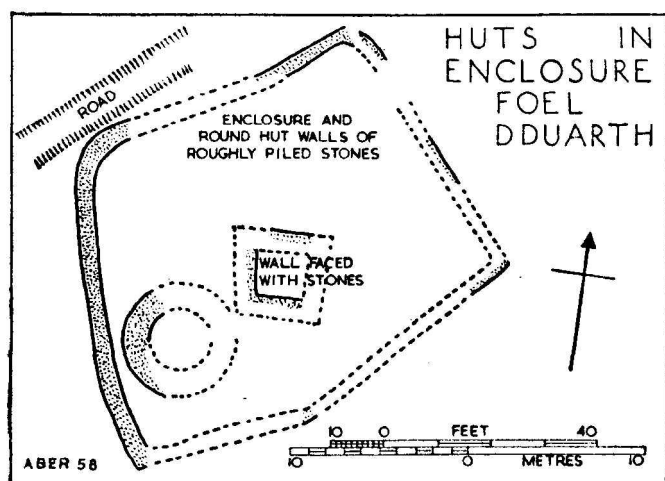 HUTS IN
ENCLOSURE
FOEL
DDUARTH
ROAD
ENCLOSURE AND
ROUND HUT WALLS OF
ROUGHLY PILED STONES
WALL FACED
WITH STONES
10 0 FEET 40
10 0 METRES 10
ABER 58